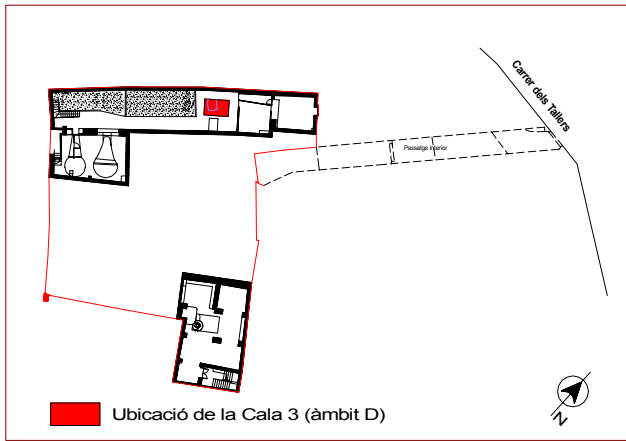 Carrer dels Tallers
Passatge interior
Ubicació de la Cala 3 (àmbit D)
N